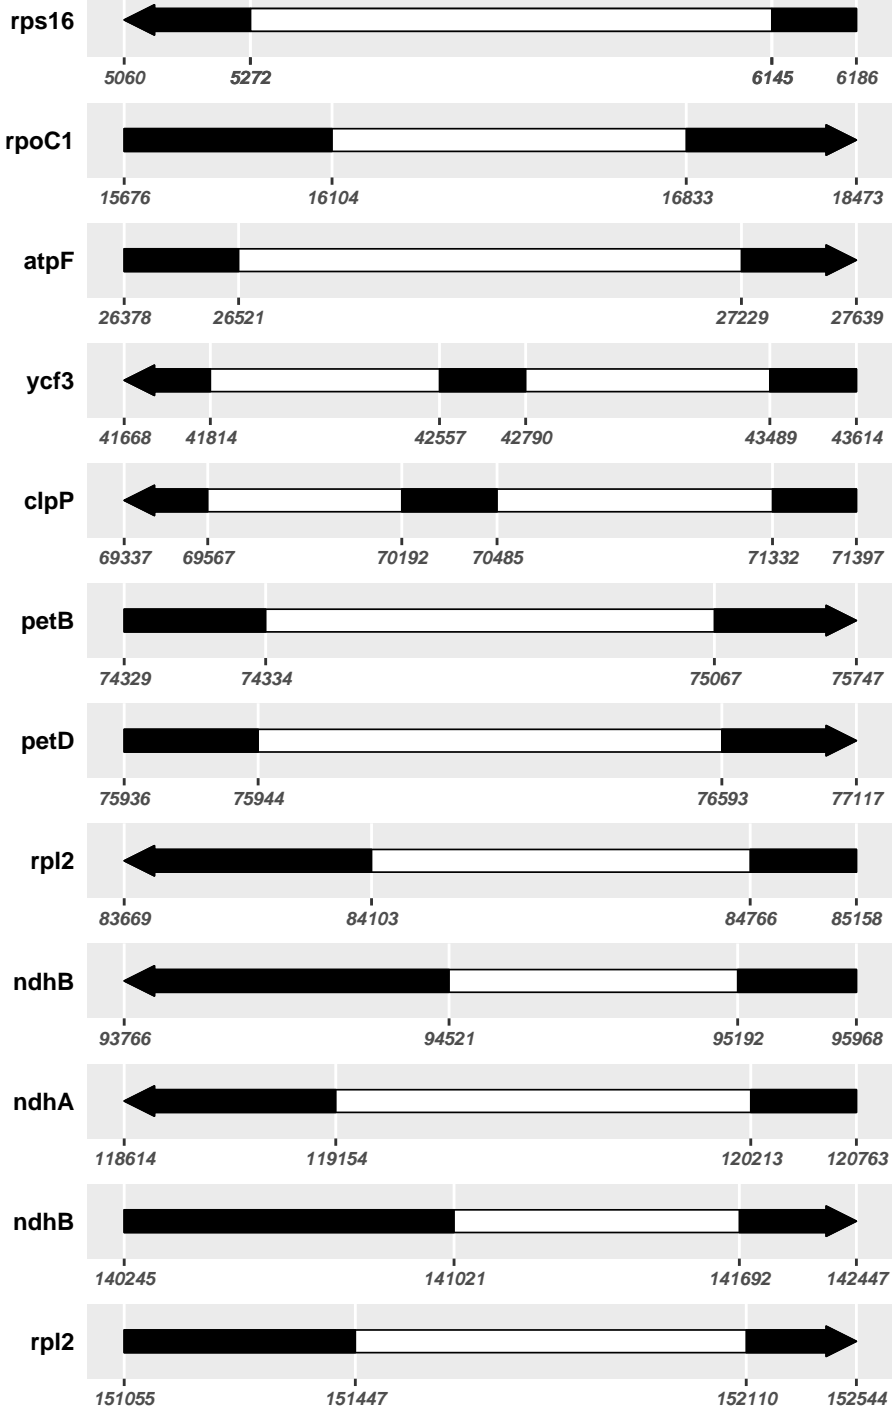 rps16
5060 5272 6145 6186
rpoC1
15676 16104 16833 18473
atpF
26378 26521 27229 27639
ycf3
41668 41814 42557 42790 43489 43614
clpP
69337 69567 70192 70485 71332 71397
petB
74329 74334 75067 75747
petD
75936 75944 76593 77117
rpl2
83669 84103 84766 85158
ndhB
93766 94521 95192 95968
ndhA
118614 119154 120213 120763
ndhB
140245 141021 141692 142447
rpl2
151055 151447 152110 152544